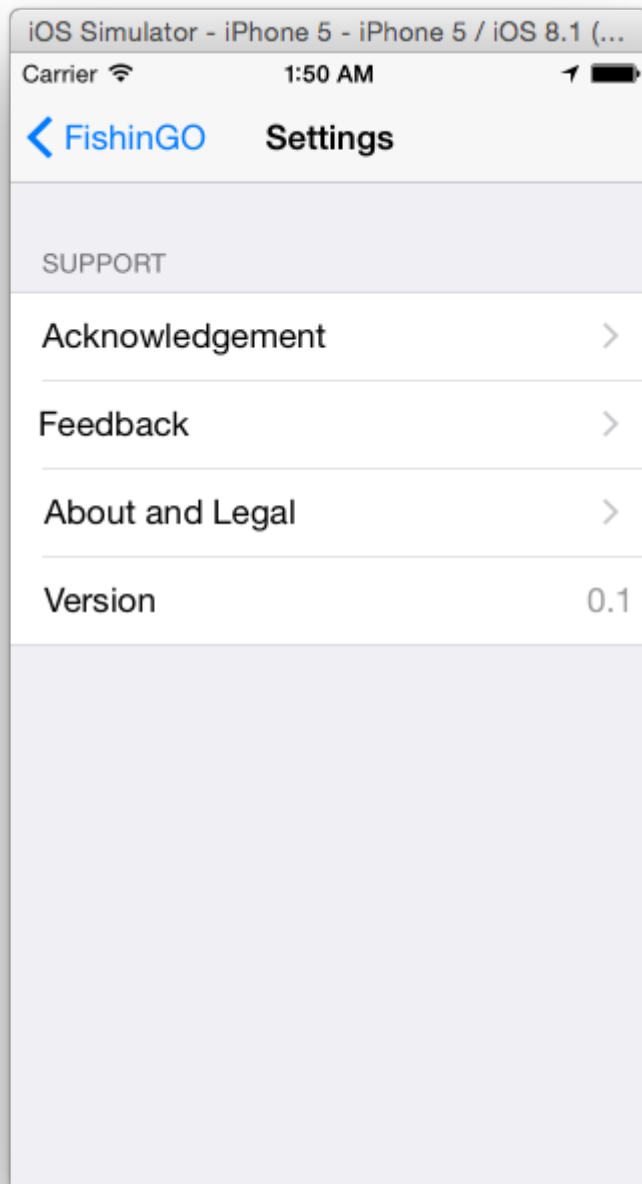 iOS Simulator - iPhone 5 - iPhone 5 / iOS 8.1 (...
Carrier 1:50 AM
FishinGO Settings
SUPPORT
Acknowledgement
Feedback
About and Legal
Version 0.1